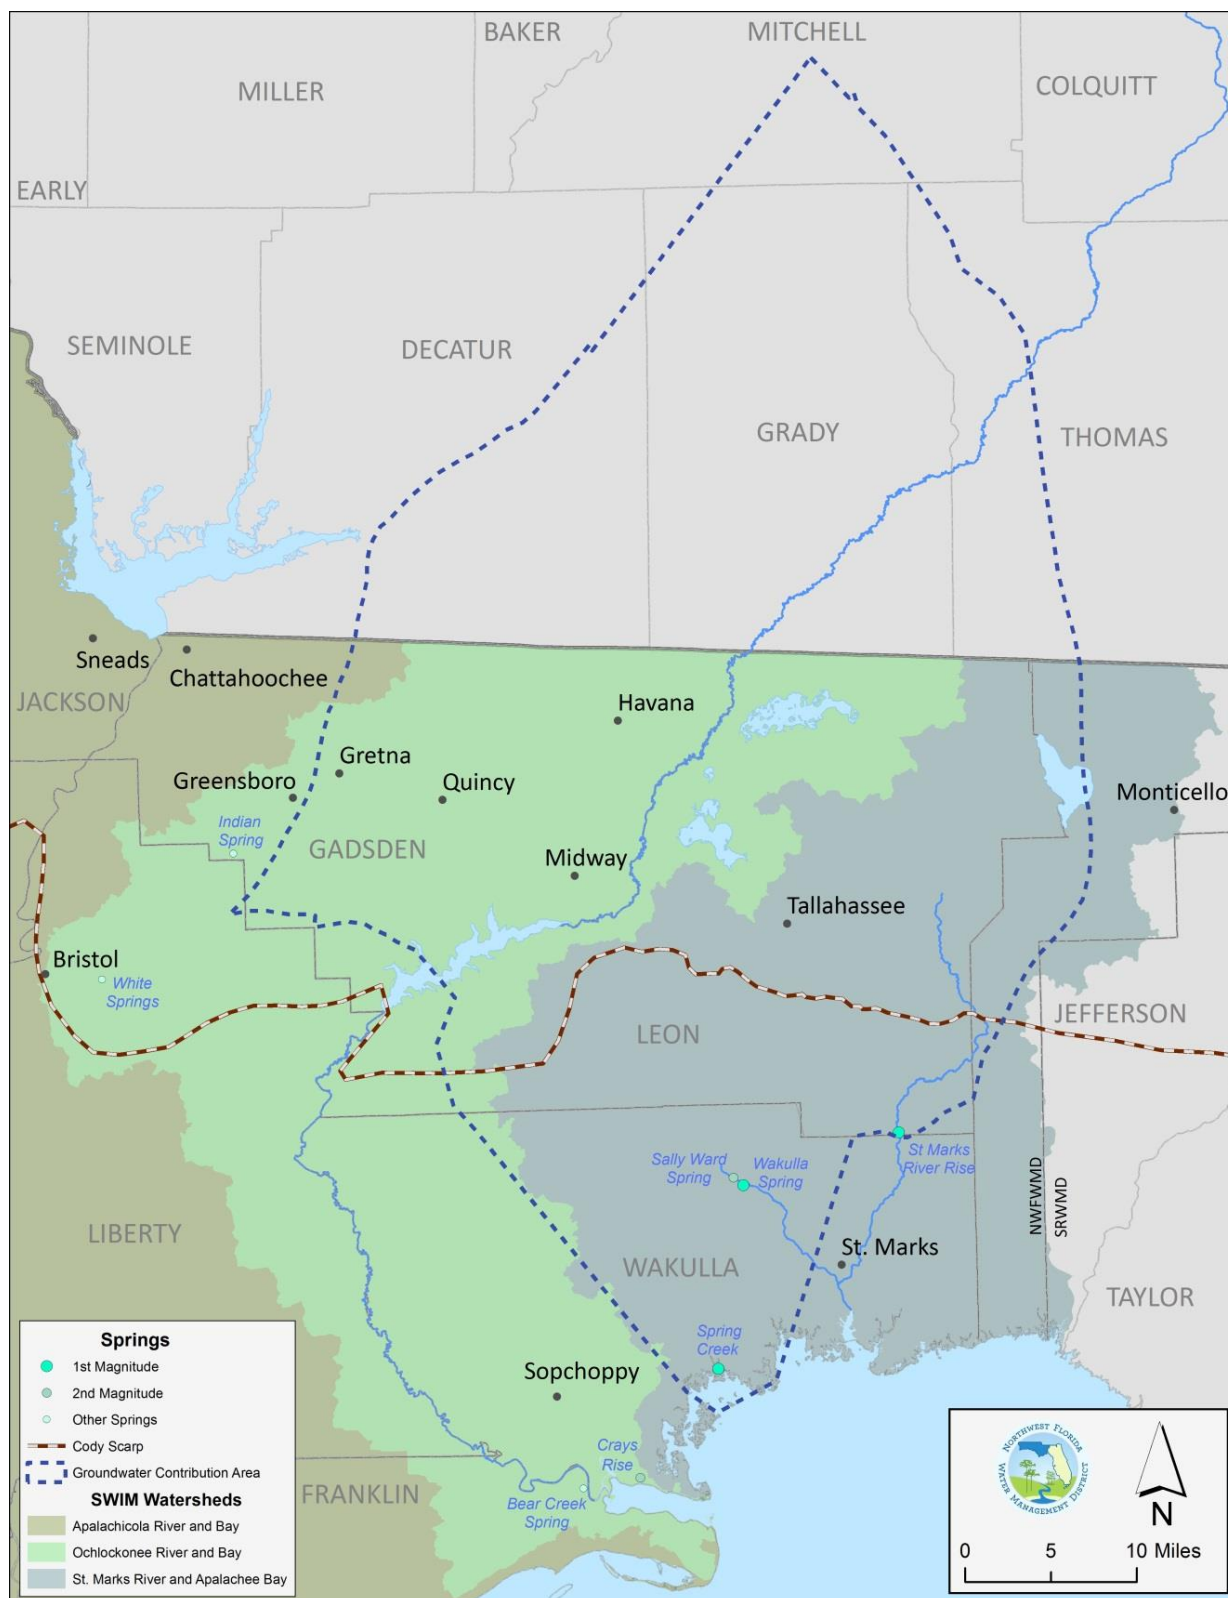 BAKER
MITCHELL
MILLER
COLQUITT
EARLY
SEMINOLE
DECATUR
GRADY
THOMAS
Sneads
Chattahoochee
JACKSON
Havana
Gretna
Greensboro
Quincy
Monticello
Indian
Spring
GADSDEN
Midway
Tallahassee
Bristol
White
Springs
JEFFERSON
LEON
St Marks
River Rise
Sally Ward
Spring
Wakulla
Spring
NWFWMD
SRWMD
LIBERTY
St. Marks
WAKULLA
TAYLOR
Spring
Creek
Sopchoppy
Crays
Rise
Bear Creek
Spring
FRANKLIN
Springs
1st Magnitude
2nd Magnitude
Other Springs
Cody Scarp
Groundwater Contribution Area
SWIM Watersheds
Apalachicola River and Bay
Ochlockonee River and Bay
St. Marks River and Apalachee Bay
NORTHWEST FLORIDA
WATER MANAGEMENT DISTRICT
N
0 5 10 Miles